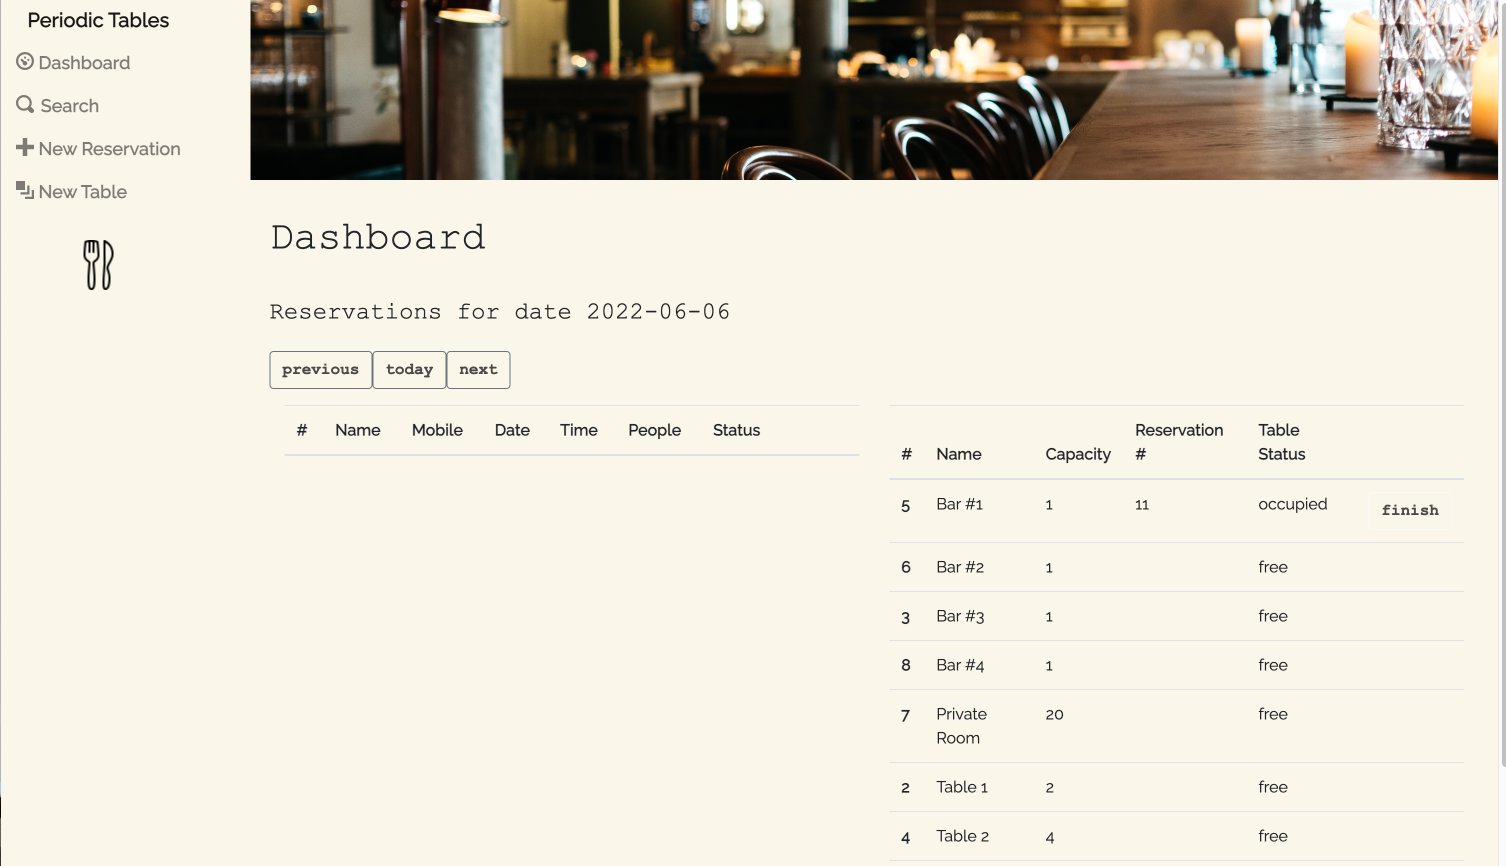 Periodic Tables
Dashboard
Search
New Reservation
New Table
Dashboard
Reservations for date 2022-06-06
previous today next
# Name Mobile Date Time People Status
# Name Capacity Reservation # Table Status
5 Bar #1 1 11 occupied finish
6 Bar #2 1 free
3 Bar #3 1 free
8 Bar #4 1 free
7 Private Room 20 free
2 Table 1 2 free
4 Table 2 4 free